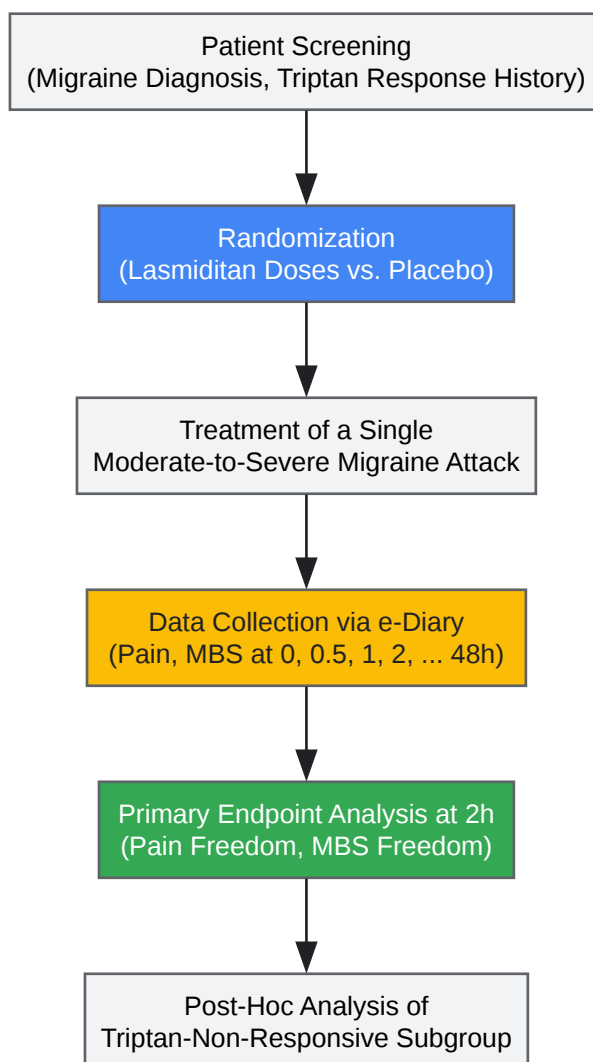 Patient Screening
(Migraine Diagnosis, Triptan Response History)
Randomization
(Lasmiditan Doses vs. Placebo)
Treatment of a Single
Moderate-to-Severe Migraine Attack
Data Collection via e-Diary
(Pain, MBS at 0, 0.5, 1, 2, ... 48h)
Primary Endpoint Analysis at 2h
(Pain Freedom, MBS Freedom)
Post-Hoc Analysis of
Triptan-Non-Responsive Subgroup